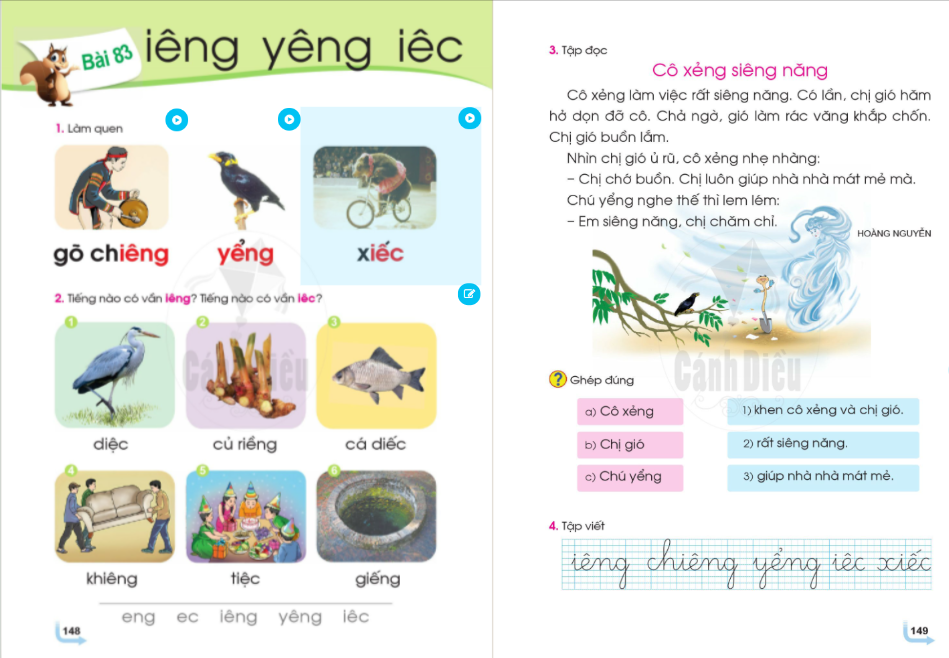 Bài 83
iêng yêng iêc
1. Làm quen
gõ chiêng
yểng
xiếc
2. Tiếng nào có vần iêng? Tiếng nào có vần iêc?
1
2
3
diệc
củ riềng
cá diếc
4
5
6
khiêng
tiệc
giếng
eng ec iêng yêng iêc
148
3. Tập đọc
Cô xẻng siêng năng
Cô xẻng làm việc rất siêng năng. Có lần, chị gió hăm
hở dọn đỡ cô. Chả ngờ, gió làm rác văng khắp chốn.
Chị gió buồn lắm.
Nhìn chị gió ủ rũ, cô xẻng nhẹ nhàng:
– Chị chớ buồn. Chị luôn giúp nhà nhà mát mẻ mà.
Chú yểng nghe thế thì lem lém:
– Em siêng năng, chị chăm chỉ.
HOÀNG NGUYÊN
Cánh Diều
Cánh Diều
? Ghép đúng
a) Cô xẻng
1) khen cô xẻng và chị gió.
b) Chị gió
2) rất siêng năng.
c) Chú yểng
3) giúp nhà nhà mát mẻ.
4. Tập viết
iêng chiêng yểng iêc xiếc
149